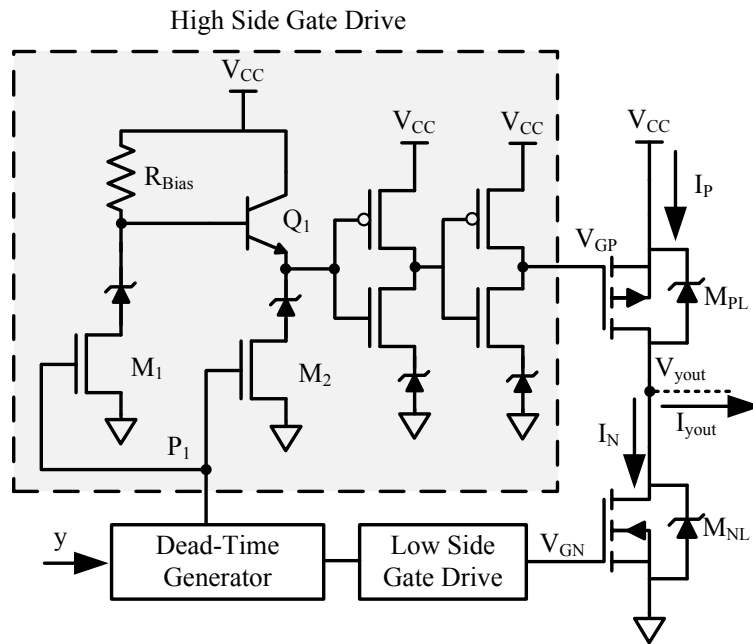 High Side Gate Drive
V_CC
V_CC
V_CC
V_CC
R_Bias
Q_1
I_P
V_GP
M_PL
M_1
M_2
V_yout
I_yout
I_N
P_1
y
Dead-Time
Generator
Low Side
Gate Drive
V_GN
M_NL